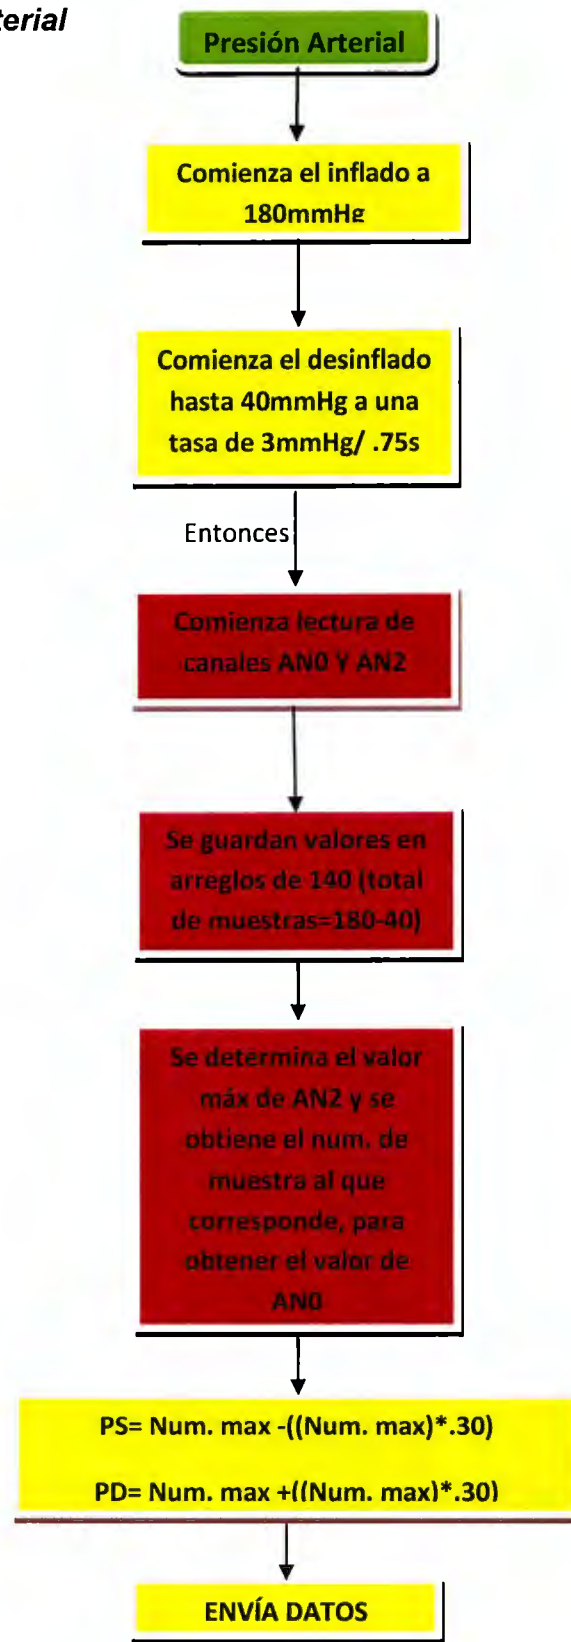 terial
Presión Arterial
Comienza el inflado a
180mmHg
Comienza el desinflado
hasta 40mmHg a una
tasa de 3mmHg/ .75s
Entonces
Comienza lectura de
canales AN0 Y AN2
Se guardan valores en
arreglos de 140 (total
de muestras=180-40)
Se determina el valor
máx de AN2 y se
obtiene el num. de
muestra al que
corresponde, para
obtener el valor de
AN0
PS= Num. max -((Num. max)*.30)
PD= Num. max +((Num. max)*.30)
ENVÍA DATOS